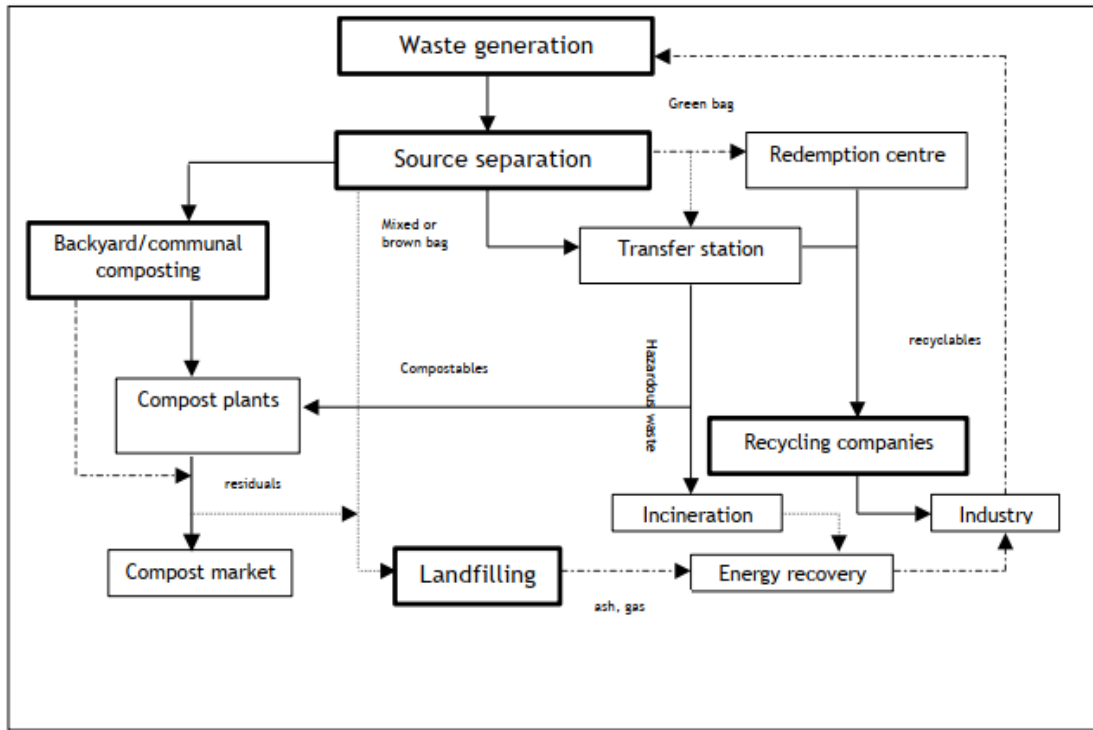 Waste generation
Green bag
Source separation
Redemption centre
Mixed or
brown bag
Backyard/communal
composting
Transfer station
Hazardous waste
recyclables
Compostables
Compost plants
Recycling companies
residuals
Incineration
Industry
Compost market
Landfilling
Energy recovery
ash, gas